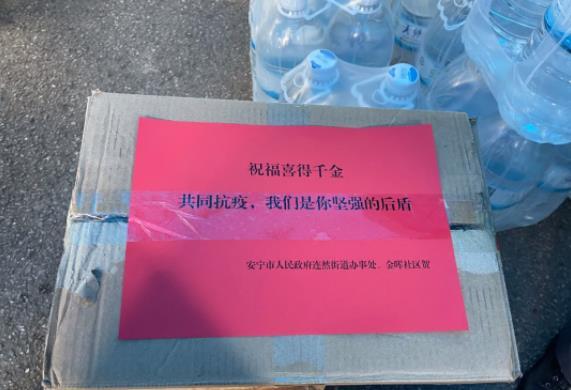 祝福喜得千金
共同抗疫，我们是你坚强的后盾
安宁市人民政府连然街道办事处、金晖社区贺